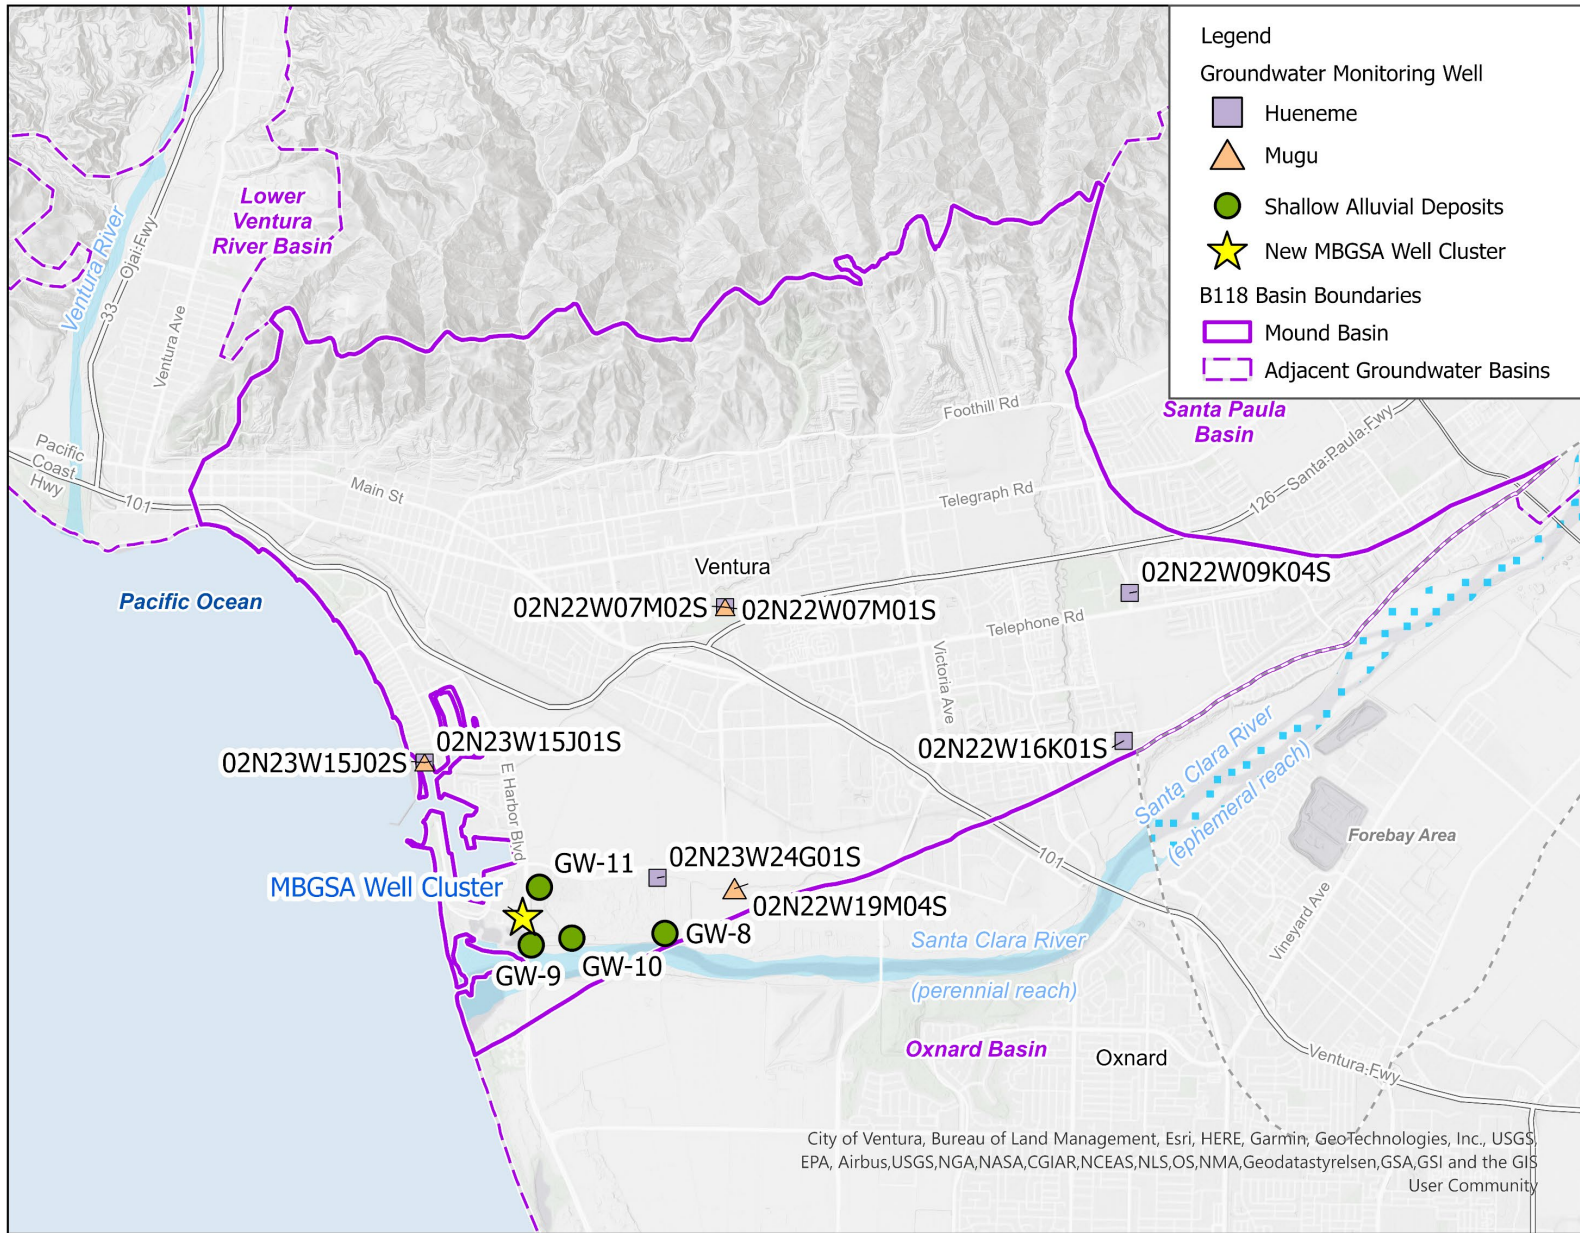 Legend
Groundwater Monitoring Well
Hueneme
Mugu
Shallow Alluvial Deposits
New MBGSA Well Cluster
B118 Basin Boundaries
Mound Basin
Adjacent Groundwater Basins
Lower
Ventura
River Basin
Ventura River
33
Ojai-Fwy
Ventura Ave
Pacific
Coast
Hwy
101
Main St
Foothill Rd
Telegraph Rd
Santa Paula
Basin
126
Santa-Paula-Fwy
Pacific Ocean
Ventura
02N22W07M02S
02N22W07M01S
02N22W09K04S
Telephone Rd
Victoria Ave
02N23W15J01S
02N23W15J02S
02N22W16K01S
E Harbor Blvd
Santa Clara River
(ephemeral reach)
Forebay Area
101
GW-11
02N23W24G01S
MBGSA Well Cluster
02N22W19M04S
GW-8
GW-10
GW-9
Santa Clara River
(perennial reach)
Vineyard Ave
Oxnard Basin
Oxnard
Ventura-Fwy
City of Ventura, Bureau of Land Management, Esri, HERE, Garmin, GeoTechnologies, Inc., USGS,
EPA, Airbus,USGS,NGA,NASA,CGIAR,NCEAS,NLS,OS,NMA,Geodatastyrelsen,GSA,GSI and the GIS
User Community